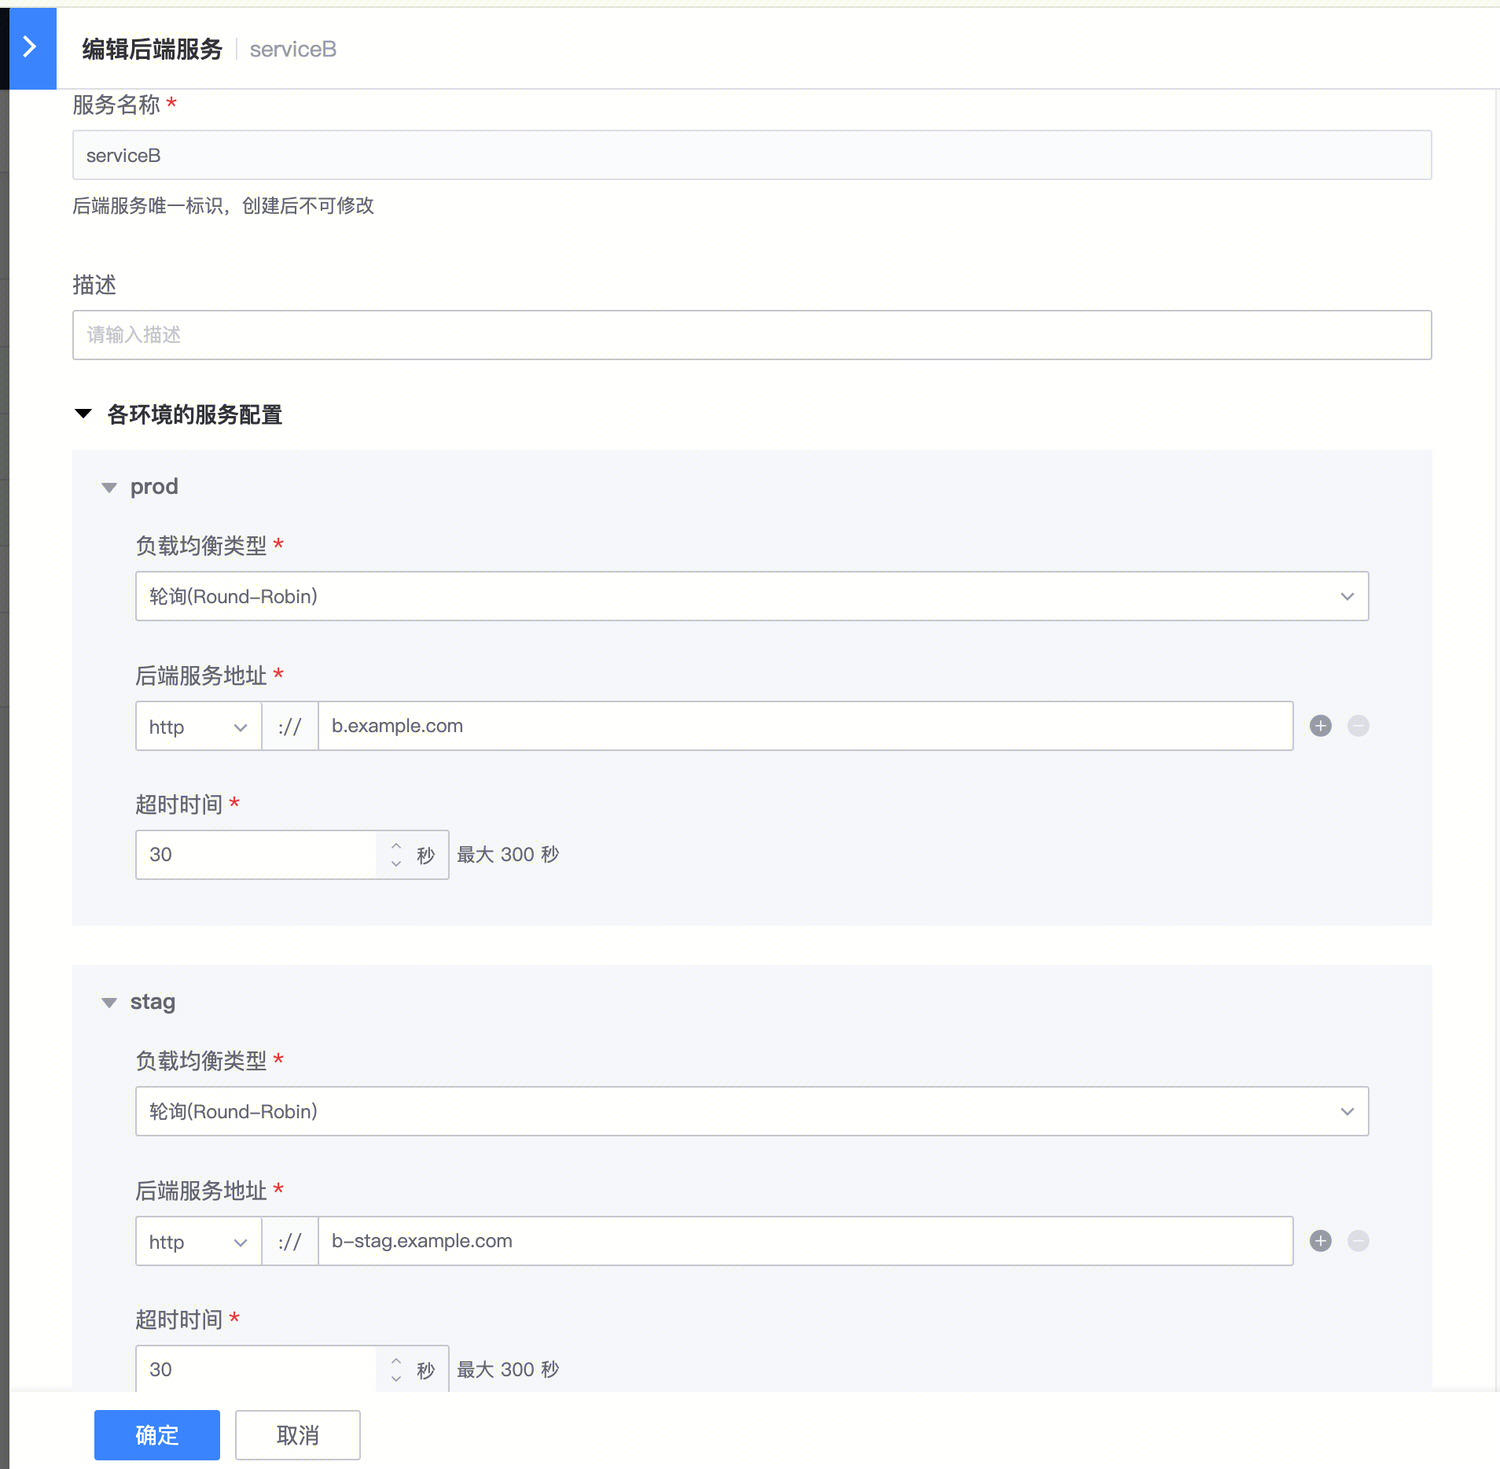 编辑后端服务 serviceB
服务名称 *
serviceB
后端服务唯一标识，创建后不可修改
描述
请输入描述
各环境的服务配置
prod
负载均衡类型 *
轮询(Round-Robin)
后端服务地址 *
http :// b.example.com
超时时间 *
30 秒 最大 300 秒
stag
负载均衡类型 *
轮询(Round-Robin)
后端服务地址 *
http :// b-stag.example.com
超时时间 *
30 秒 最大 300 秒
确定 取消